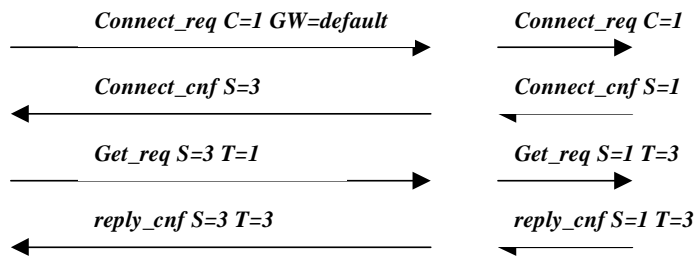 Connect_req C=1 GW=default Connect_req C=1
Connect_cnf S=3 Connect_cnf S=1
Get_req S=3 T=1 Get_req S=1 T=3
reply_cnf S=3 T=3 reply_cnf S=1 T=3